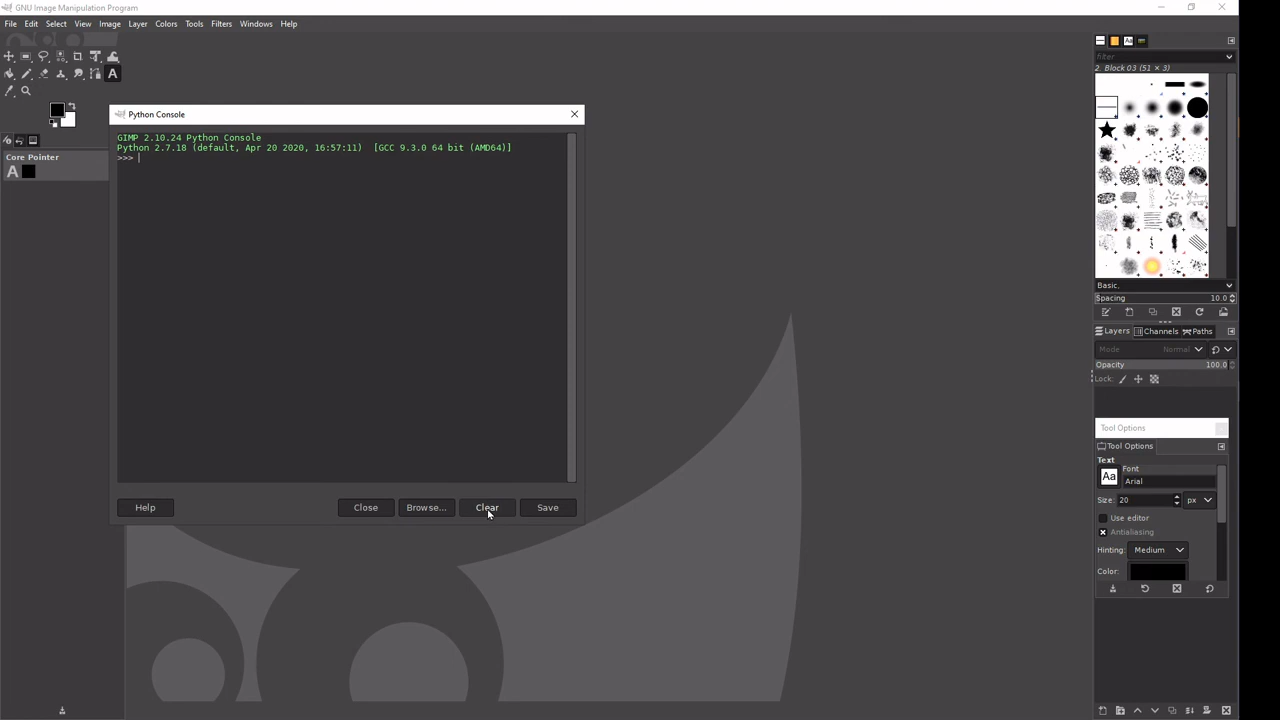 GNU Image Manipulation Program
File Edit Select View Image Layer Colors Tools Filters Windows Help
filter
2. Block 03 (51 × 3)
Python Console
GIMP 2.10.24 Python Console
Python 2.7.18 (default, Apr 20 2020, 16:57:11)  [GCC 9.3.0 64 bit (AMD64)]
>>>
Core Pointer
A
Basic,
Spacing 10.0
Layers Channels Paths
Mode Normal
Opacity 100.0
Lock:
Tool Options
Tool Options
Text
Font
Aa Arial
Size: 20 px
Use editor
Antialiasing
Hinting: Medium
Color:
Help Close Browse... Clear Save